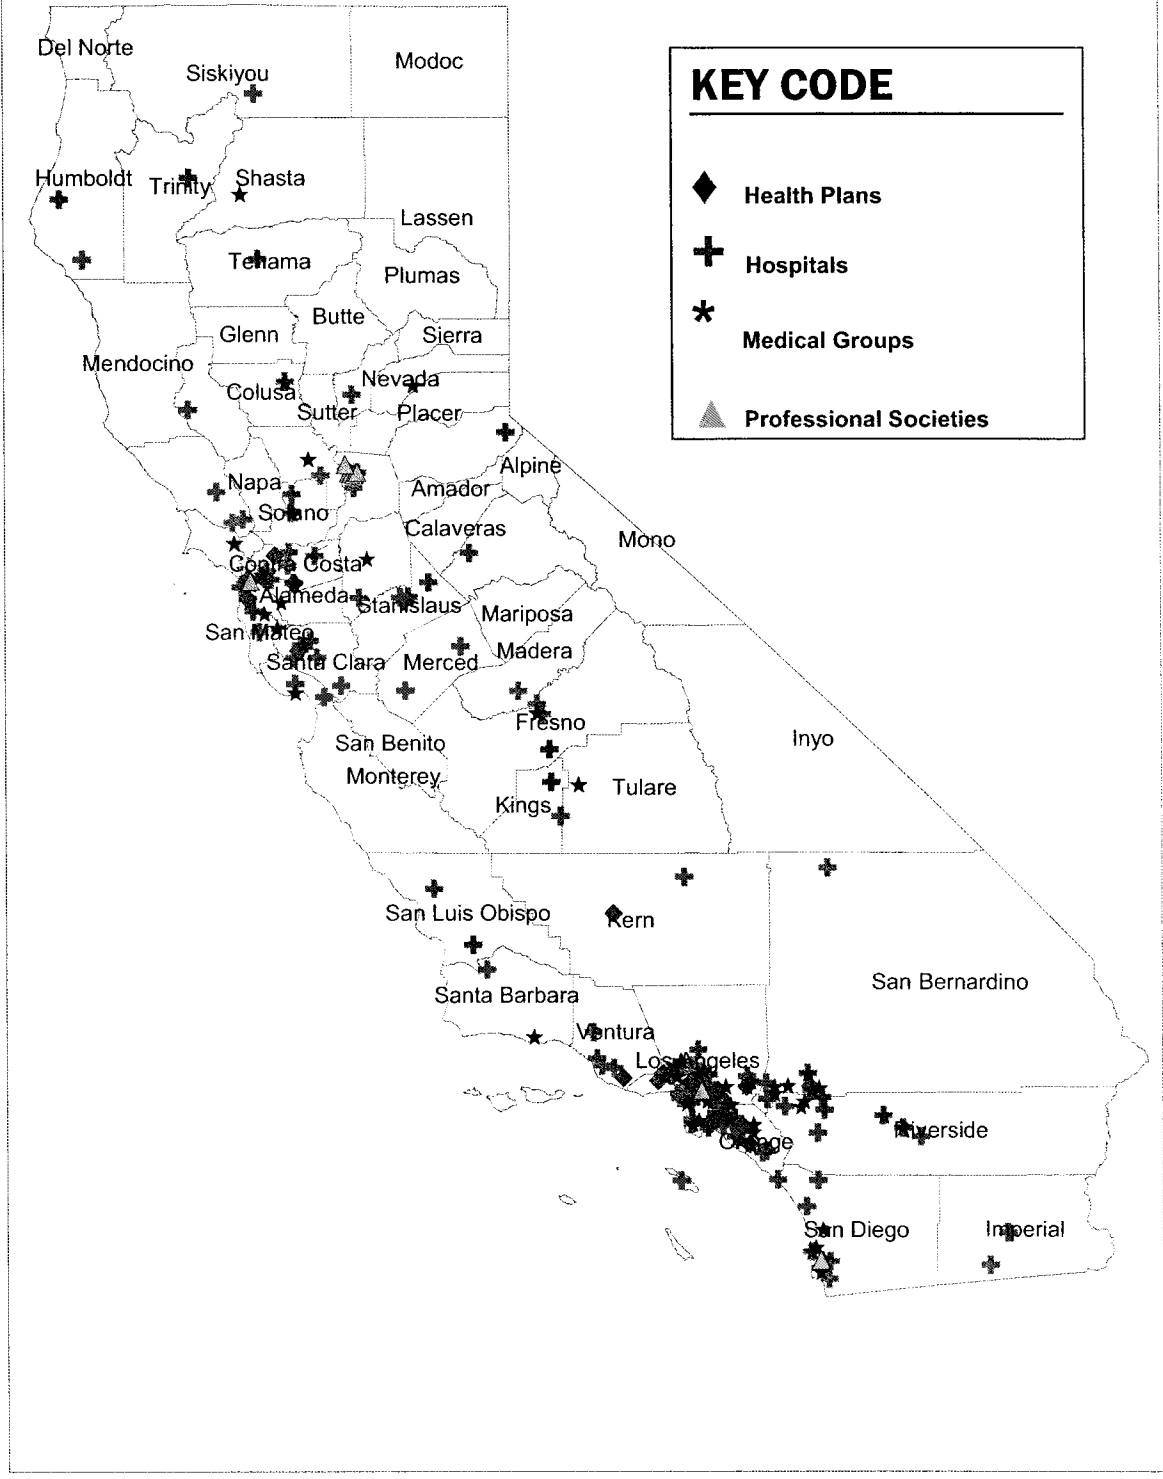 Del Norte
Modoc
Siskiyou
KEY CODE
Humboldt
Trinity
Shasta
Health Plans
Lassen
Hospitals
Tehama
Plumas
Butte
Glenn
Sierra
Medical Groups
Mendocino
Nevada
Colusa
Sutter
Placer
Professional Societies
Alpine
Napa
Amador
Solano
Calaveras
Mono
Contra Costa
Alameda
Stanislaus
Mariposa
San Mateo
Madera
Santa Clara
Merced
Fresno
San Benito
Inyo
Monterey
Tulare
Kings
San Luis Obispo
Kern
San Bernardino
Santa Barbara
Ventura
Los Angeles
Riverside
Orange
San Diego
Imperial